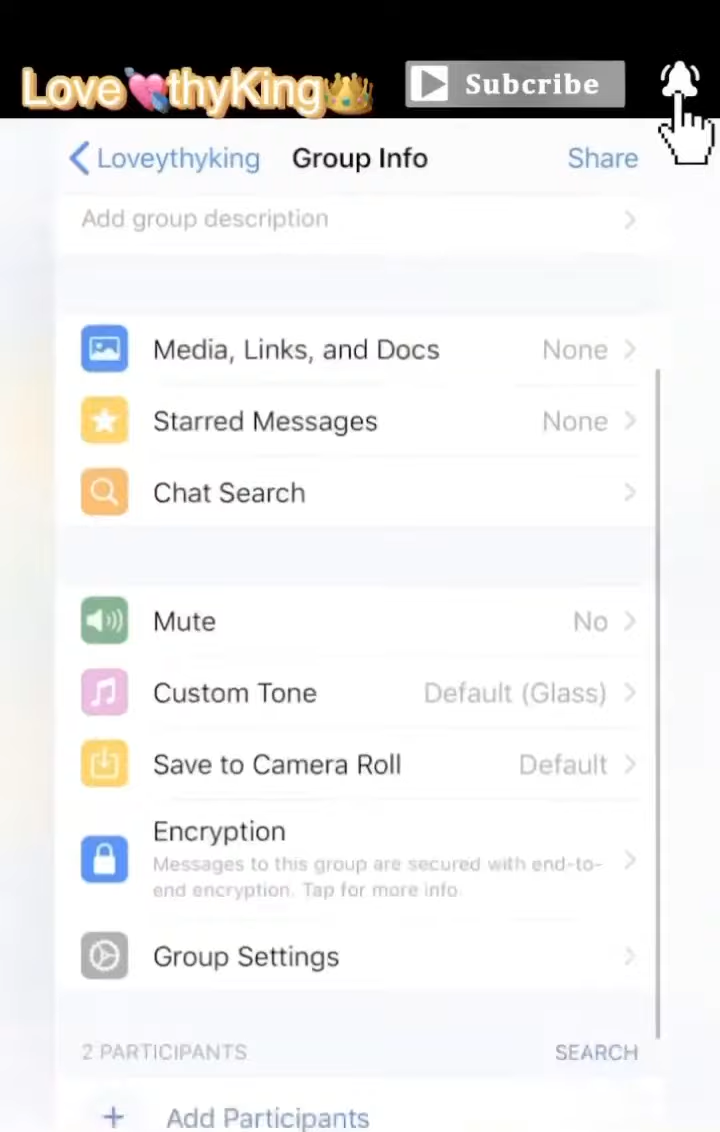 Love💘thyKing👑 Subcribe
Loveythyking Group Info Share
Add group description
Media, Links, and Docs None
Starred Messages None
Chat Search
Mute No
Custom Tone Default (Glass)
Save to Camera Roll Default
Encryption
Messages to this group are secured with end-to-
end encryption. Tap for more info.
Group Settings
2 PARTICIPANTS SEARCH
+ Add Participants